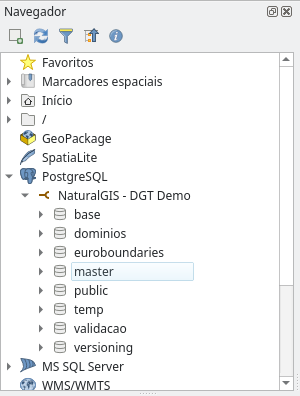 Navegador
Favoritos
Marcadores espaciais
Início
/
GeoPackage
SpatiaLite
PostgreSQL
NaturalGIS - DGT Demo
base
dominios
euroboundaries
master
public
temp
validacao
versioning
MS SQL Server
WMS/WMTS